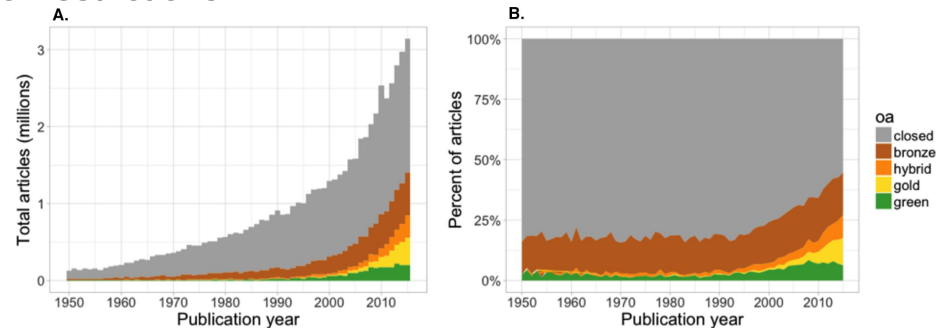 A.
B.
Total articles (millions)
3
2
1
0
1950 1960 1970 1980 1990 2000 2010
Publication year
Percent of articles
100%
75%
50%
25%
0%
1950 1960 1970 1980 1990 2000 2010
Publication year
oa
closed
bronze
hybrid
gold
green